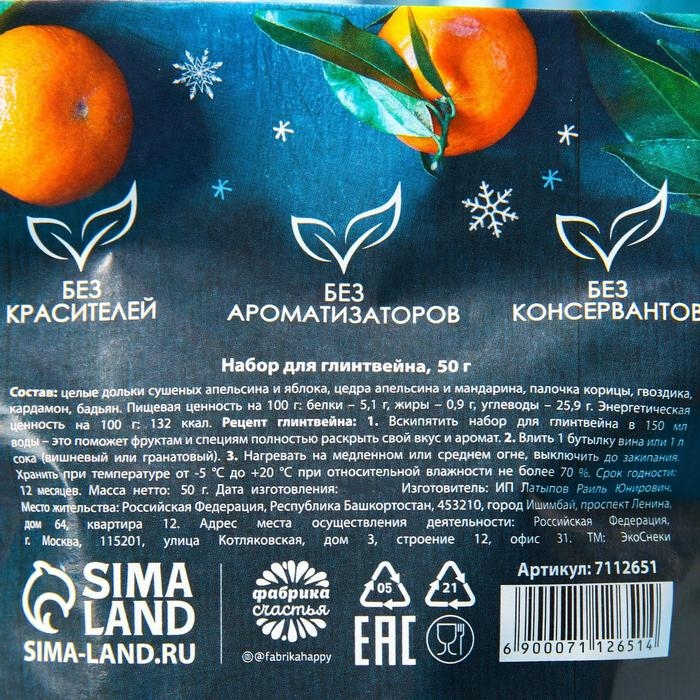 БЕЗ
КРАСИТЕЛЕЙ
БЕЗ
АРОМАТИЗАТОРОВ
БЕЗ
КОНСЕРВАНТОВ
Набор для глинтвейна, 50 г
Состав: целые дольки сушеных апельсина и яблока, цедра апельсина и мандарина, палочка корицы, гвоздика,
кардамон, бадьян. Пищевая ценность на 100 г: белки – 5,1 г, жиры – 0,9 г, углеводы – 25,9 г. Энергетическая
ценность на 100 г: 132 ккал. Рецепт глинтвейна: 1. Вскипятить набор для глинтвейна в 150 мл
воды – это поможет фруктам и специям полностью раскрыть свой вкус и аромат. 2. Влить 1 бутылку вина или 1 л
сока (вишневый или гранатовый). 3. Нагревать на медленном или среднем огне, выключить до закипания.
Хранить при температуре от -5 °С до +20 °С при относительной влажности не более 70 %. Срок годности:
12 месяцев. Масса нетто: 50 г. Дата изготовления: Изготовитель: ИП Латыпов Раиль Юнирович.
Место жительства: Российская Федерация, Республика Башкортостан, 453210, город Ишимбай, проспект Ленина,
дом 64, квартира 12. Адрес места осуществления деятельности: Российская Федерация,
г. Москва, 115201, улица Котляковская, дом 3, строение 12, офис 31. ТМ: ЭкоСнеки
SIMA
LAND
SIMA-LAND.RU
фабрика
счастья
@fabrikahappy
05
21
EAC
Артикул: 7112651
6 900071 126514